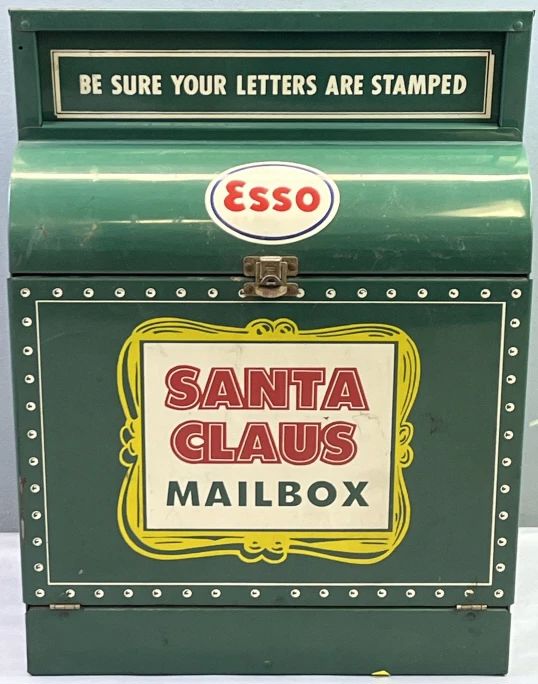 BE SURE YOUR LETTERS ARE STAMPED
Esso
SANTA
CLAUS
MAILBOX